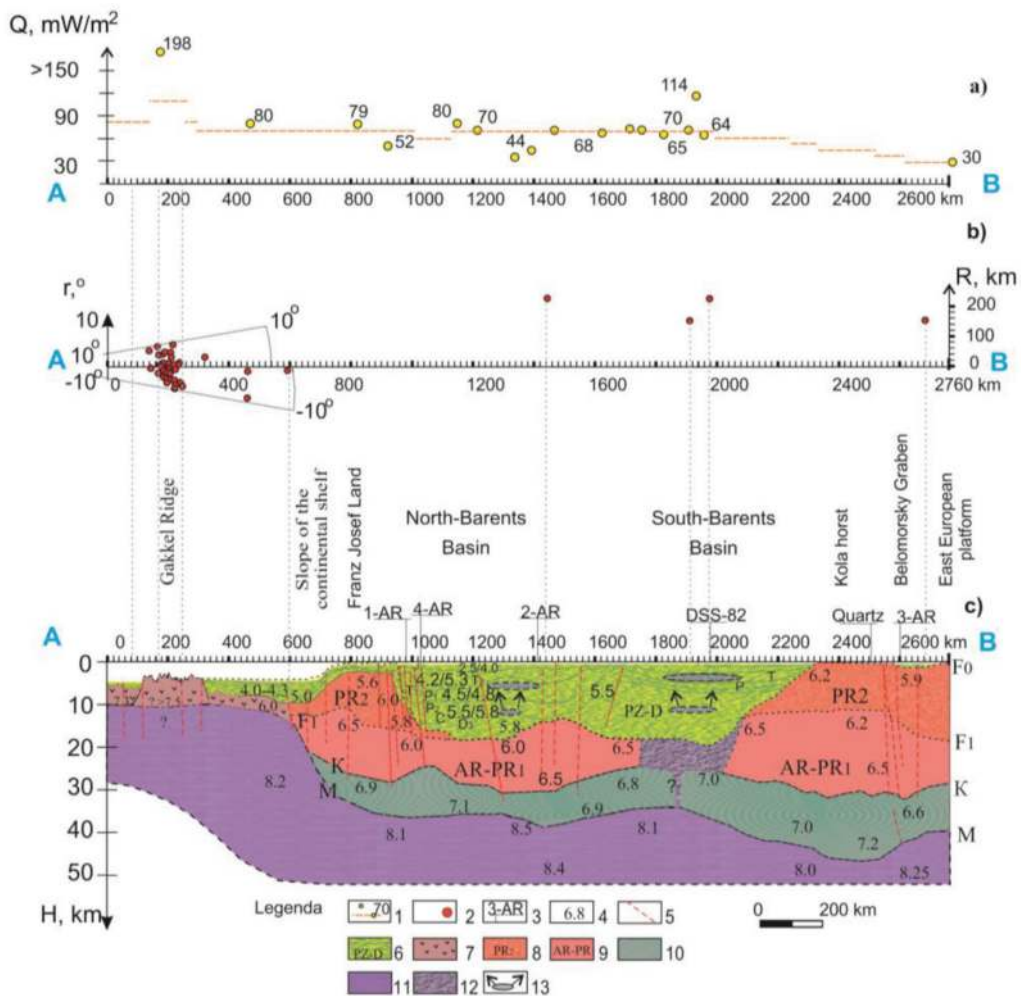 Q, mW/m²
>150
90
30
198
80
79
52
80
70
44
68
114
70
65
64
30
a)
A
B
0 200 400 600 800 1000 1200 1400 1600 1800 2000 2200 2400 2600 km
b)
r,°
R, km
10
10°
-10°
10°
-10°
200
100
0
A
B
0 400 800 1200 1600 2000 2400 2760 km
Gakkel Ridge
Slope of the
continental shelf
Franz Josef Land
North-Barents
Basin
South-Barents
Basin
Kola horst
Belomorsky Graben
East European
platform
c)
1-AR 4-AR 2-AR DSS-82 Quartz 3-AR
A
B
0 200 400 600 800 1000 1200 1400 1600 1800 2000 2200 2400 2600 km
0
10
20
30
40
50
H, km
F0
F1
K
M
4.0-4.3 5.0
6.0
?
5.6
PR2
6.0
F1
6.5
5.8
6.0
4.2/5.3 T
4.5/4.8
5.5/5.8
5.8
6.0
5.5
PZ-D
P
T
6.2
5.9
PR2
6.2
6.5
6.5
6.5
6.5
AR-PR1
AR-PR1
K
M
8.2
6.9
7.1
6.9
6.8
?
7.0
7.0
7.2
6.6
8.1
8.5
8.1
8.4
8.0
8.25
Legenda
70 1
2
3-AR 3
6.8 4
5
0 200 km
PZ-D 6
7
PR2 8
AR-PR 9
10
11
12
13